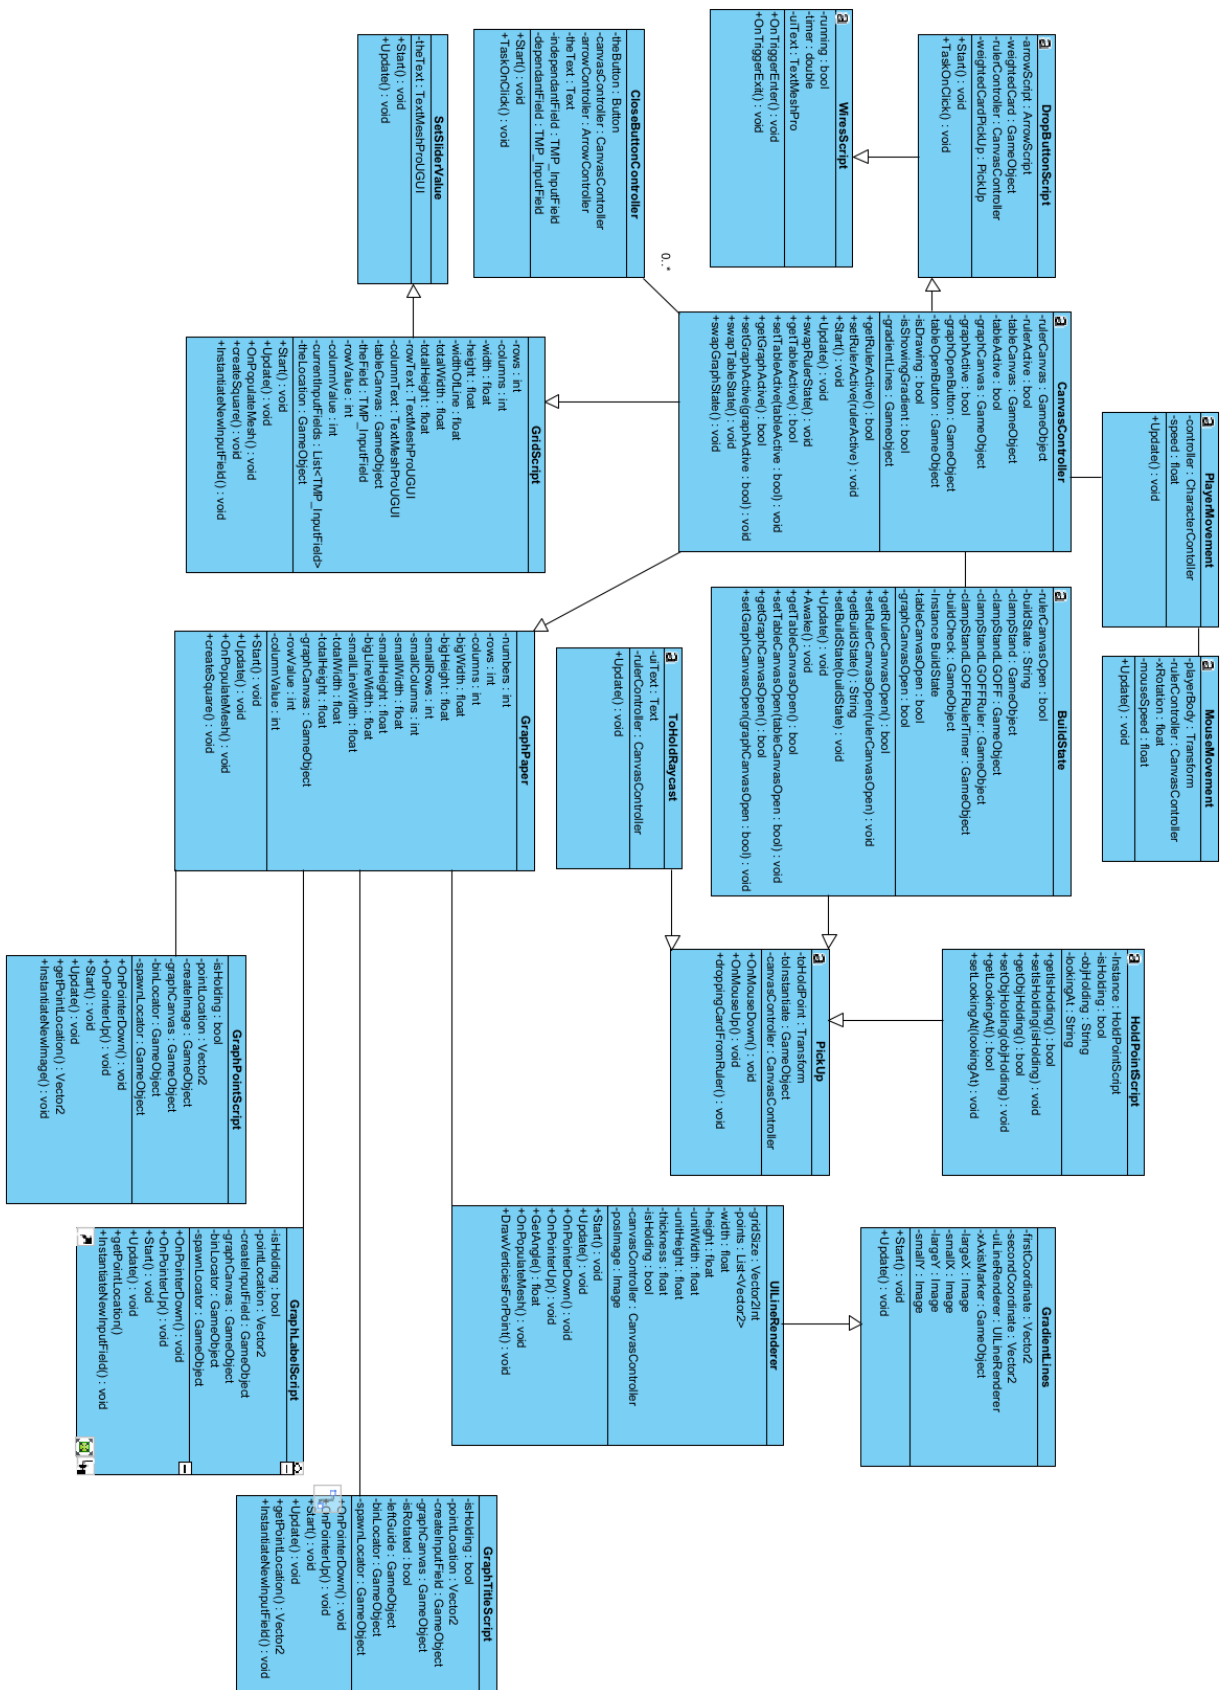 PlayerMovement
-controller : CharacterContoller
-speed : float
+Update() : void
MouseMovement
-playerBody : Transform
-rulerController : CanvasController
-xRotation : float
-mouseSpeed : float
+Update() : void
DropButtonScript
-arrowScript : ArrowScript
-weightedCard : GameObject
-rulerController : CanvasController
-weightedCardPickUp : PickUp
+Start() : void
+TaskOnClick() : void
CanvasController
-rulerCanvas : GameObject
-rulerActive : bool
-tableCanvas : GameObject
-tableActive : bool
-graphCanvas : GameObject
-graphActive : bool
-graphOpenButton : GameObject
-tableOpenButton : GameObject
-isDrawing : bool
-isShowingGradient : bool
-gradientLines : Gameobject
+getRulerActive() : bool
+setRulerActive(rulerActive) : void
+Start() : void
+Update() : void
+swapRulerState() : void
+getTableActive() : bool
+setTableActive(tableActive : bool) : void
+getGraphActive() : bool
+setGraphActive(graphActive : bool) : void
+swapTableState() : void
+swapGraphState() : void
BuildState
-rulerCanvasOpen : bool
-buildState : String
-clampStand : GameObject
-clampStandLGOFF : GameObject
-clampStandLGOFFRuler : GameObject
-clampStandLGOFFRulerTimer : GameObject
-buildCheck : GameObject
-Instance BuildState
-tableCanvasOpen : bool
-graphCanvasOpen : bool
+getRulerCanvasOpen() : bool
+setRulerCanvasOpen(rulerCanvasOpen) : void
+getBuildState() : String
+setBuildState(buildState) : void
+Update() : void
+Awake() : void
+getTableCanvasOpen() : bool
+setTableCanvasOpen(tableCanvasOpen : bool) : void
+getGraphCanvasOpen() : bool
+setGraphCanvasOpen(graphCanvasOpen : bool) : void
HoldPointScript
-Instance : HoldPointScript
-isHolding : bool
-objHolding : String
-lookingAt : String
+getIsHolding() : bool
+setIsHolding(isHolding) : void
+getObjHolding() : bool
+setObjHolding(objHolding) : void
+getLookingAt() : bool
+setLookingAt(lookingAt) : void
GradientLines
-firstCoordinate : Vector2
-secondCoordinate : Vector2
-uiLineRenderer : UILineRenderer
-xAxisMarker : GameObject
-largeX : Image
-smallX : Image
-largeY : Image
-smallY : Image
+Start() : void
+Update() : void
WiresScript
-running : bool
-timer : double
-uiText : TextMeshPro
+OnTriggerEnter() : void
+OnTriggerExit() : void
PickUp
-toHoldPoint : Transform
-toInstantiate : GameObject
-canvasController : CanvasController
+OnMouseDown() : void
+OnMouseUp() : void
+droppingCardFromRuler() : void
UILineRenderer
-gridSize : Vector2Int
-points : List<Vector2>
-width : float
-height : float
-unitWidth : float
-unitHeight : float
-thickness : float
-isHolding : bool
-canvasController : CanvasController
-posImage : Image
+Start() : void
+Update() : void
+OnPointerDown() : void
+OnPointerUp() : void
+GetAngle() : float
+OnPopulateMesh() : void
+DrawVerticiesForPoint() : void
0..*
CloseButtonController
-theButton : Button
-canvasController : CanvasController
-arrowController : ArrowController
-theText : Text
-independantField : TMP_InputField
-dependantField : TMP_InputField
+Start() : void
+TaskOnClick() : void
ToHoldRaycast
-uiText : Text
-rulerController : CanvasController
+Update() : void
GridScript
-rows : int
-columns : int
-width : float
-height : float
-widthOfLine : float
-totalWidth : float
-totalHeight : float
-rowText : TextMeshProUGUI
-columnText : TextMeshProUGUI
-tableCanvas : GameObject
-theField : TMP_InputField
-rowValue : int
-columnValue : int
-currentInputFields : List<TMP_InputField>
-theLocation : GameObject
+Start() : void
+Update() : void
+OnPopulateMesh() : void
+createSquare() : void
+InstantiateNewInputField() : void
GraphPaper
-numbers : int
-rows : int
-columns : int
-bigWidth : float
-bigHeight : float
-smallRows : int
-smalColumns : int
-smallWidth : float
-smallHeight : float
-bigLineWidth : float
-smallLineWidth : float
-totalWidth : float
-totalHeight : float
-graphCanvas : GameObject
-rowValue : int
-columnValue : int
+Start() : void
+Update() : void
+OnPopulateMesh() : void
+createSquare() : void
SetSliderValue
-theText : TextMeshProUGUI
+Start() : void
+Update() : void
GraphTitleScript
-isHolding : bool
-pointLocation : Vector2
-createInputField : GameObject
-graphCanvas : GameObject
-isRotated : bool
-leftGuide : GameObject
-binLocator : GameObject
-spawnLocator : GameObject
+OnPointerDown() : void
+OnPointerUp() : void
+Start() : void
+Update() : void
+getPointLocation() : Vector2
+InstantiateNewInputField() : void
GraphLabelScript
-isHolding : bool
-pointLocation : Vector2
-createInputField : GameObject
-graphCanvas : GameObject
-binLocator : GameObject
-spawnLocator : GameObject
+OnPointerDown() : void
+OnPointerUp() : void
+Start() : void
+Update() : void
+getPointLocation()
+InstantiateNewInputField() : void
GraphPointScript
-isHolding : bool
-pointLocation : Vector2
-createImage : GameObject
-graphCanvas : GameObject
-binLocator : GameObject
-spawnLocator : GameObject
+OnPointerDown() : void
+OnPointerUp() : void
+Start() : void
+Update() : void
+getPointLocation() : Vector2
+InstantiateNewImage() : void